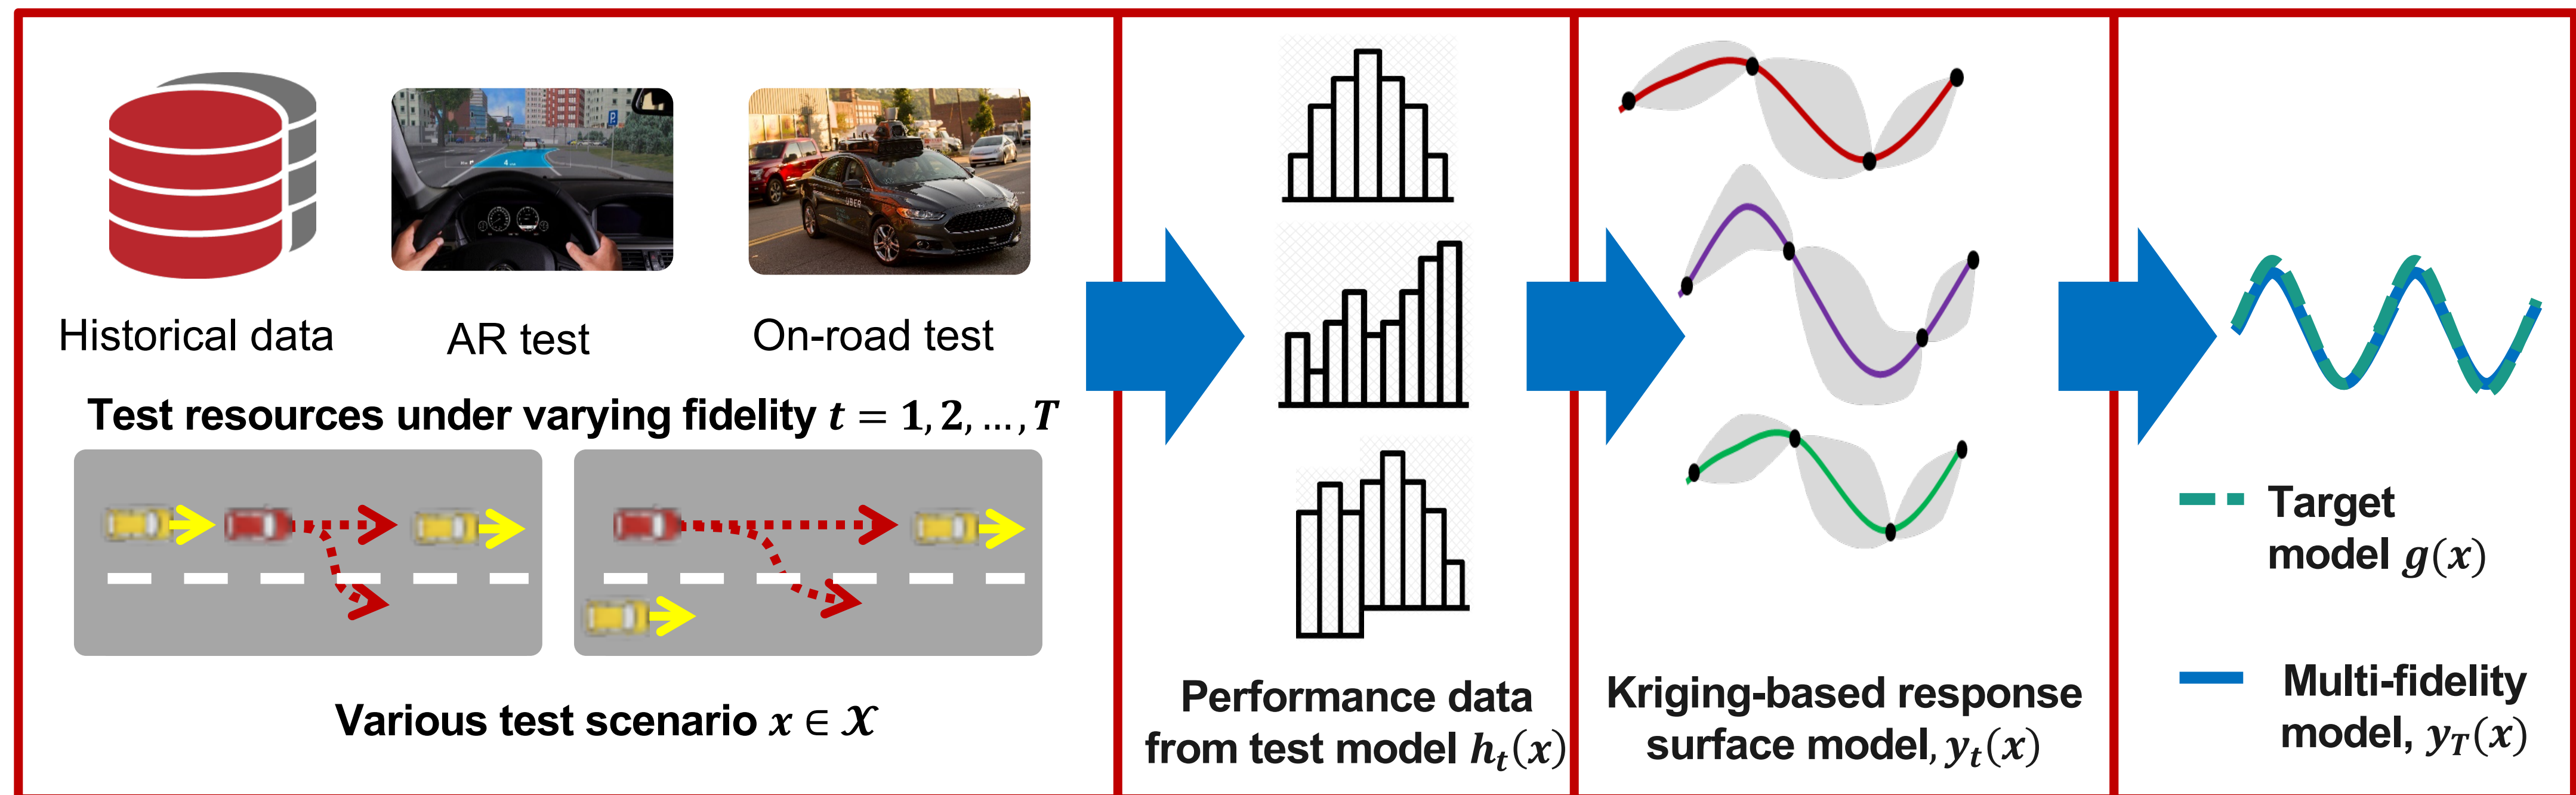 Historical data
AR test
On-road test
UBER
P
Test resources under varying fidelity t = 1, 2, ..., T
Various test scenario x ∈ 𝒳
Performance data
from test model hₜ(x)
Kriging-based response
surface model, yₜ(x)
Target
model g(x)
Multi-fidelity
model, y_T(x)